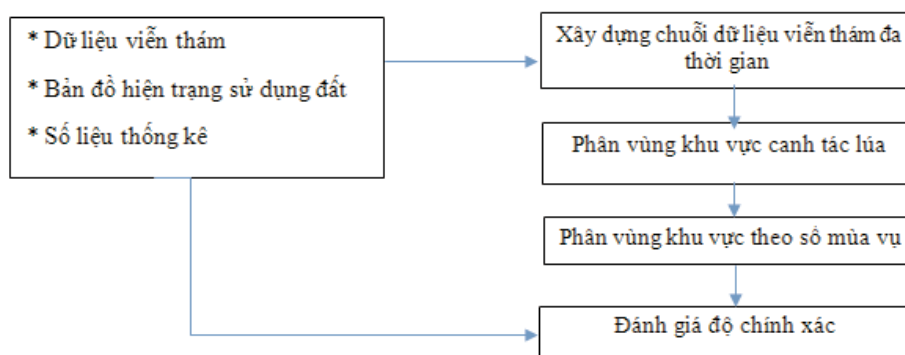 * Dữ liệu viễn thám
* Bản đồ hiện trạng sử dụng đất
* Số liệu thống kê
Xây dựng chuỗi dữ liệu viễn thám đa
thời gian
Phân vùng khu vực canh tác lúa
Phân vùng khu vực theo số mùa vụ
Đánh giá độ chính xác